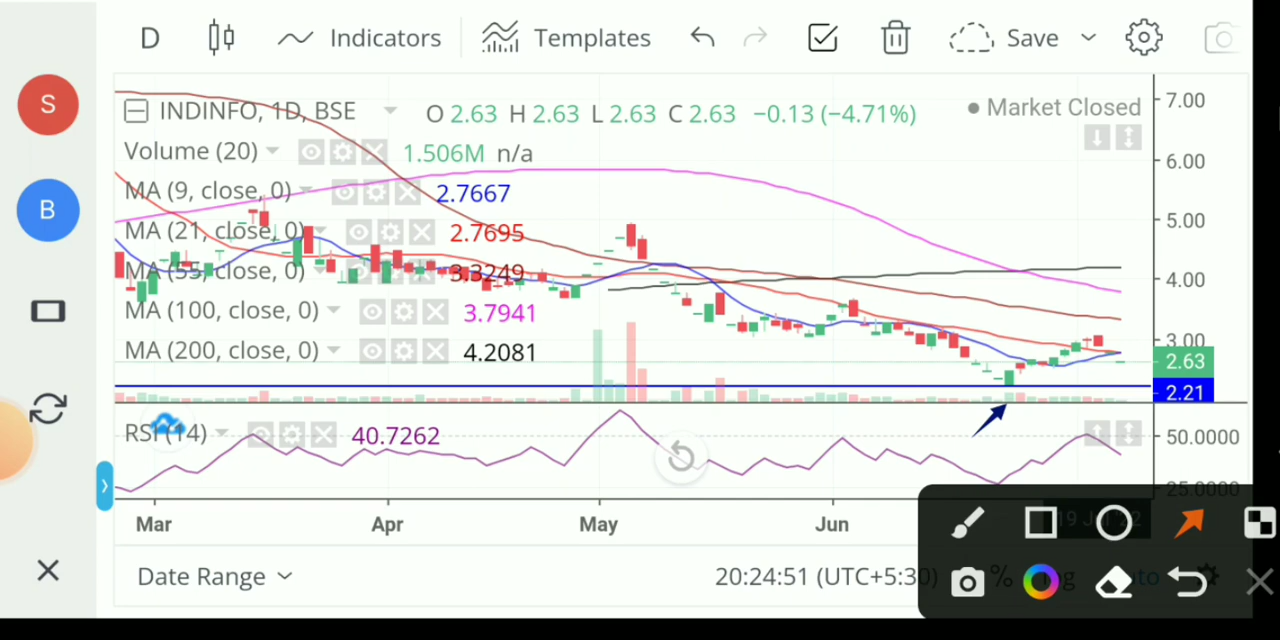 D Indicators Templates Save
S
INDINFO, 1D, BSE O 2.63 H 2.63 L 2.63 C 2.63 −0.13 (−4.71%) Market Closed
7.00
Volume (20) 1.506M n/a
6.00
MA (9, close, 0) 2.7667
B
5.00
MA (21, close, 0) 2.7695
MA (53, close, 0) 3.3249
4.00
MA (100, close, 0) 3.7941
3.00
MA (200, close, 0) 4.2081
2.63
2.21
RSI (14) 40.7262
50.0000
25.0000
Mar Apr May Jun
Date Range 20:24:51 (UTC+5:30) %